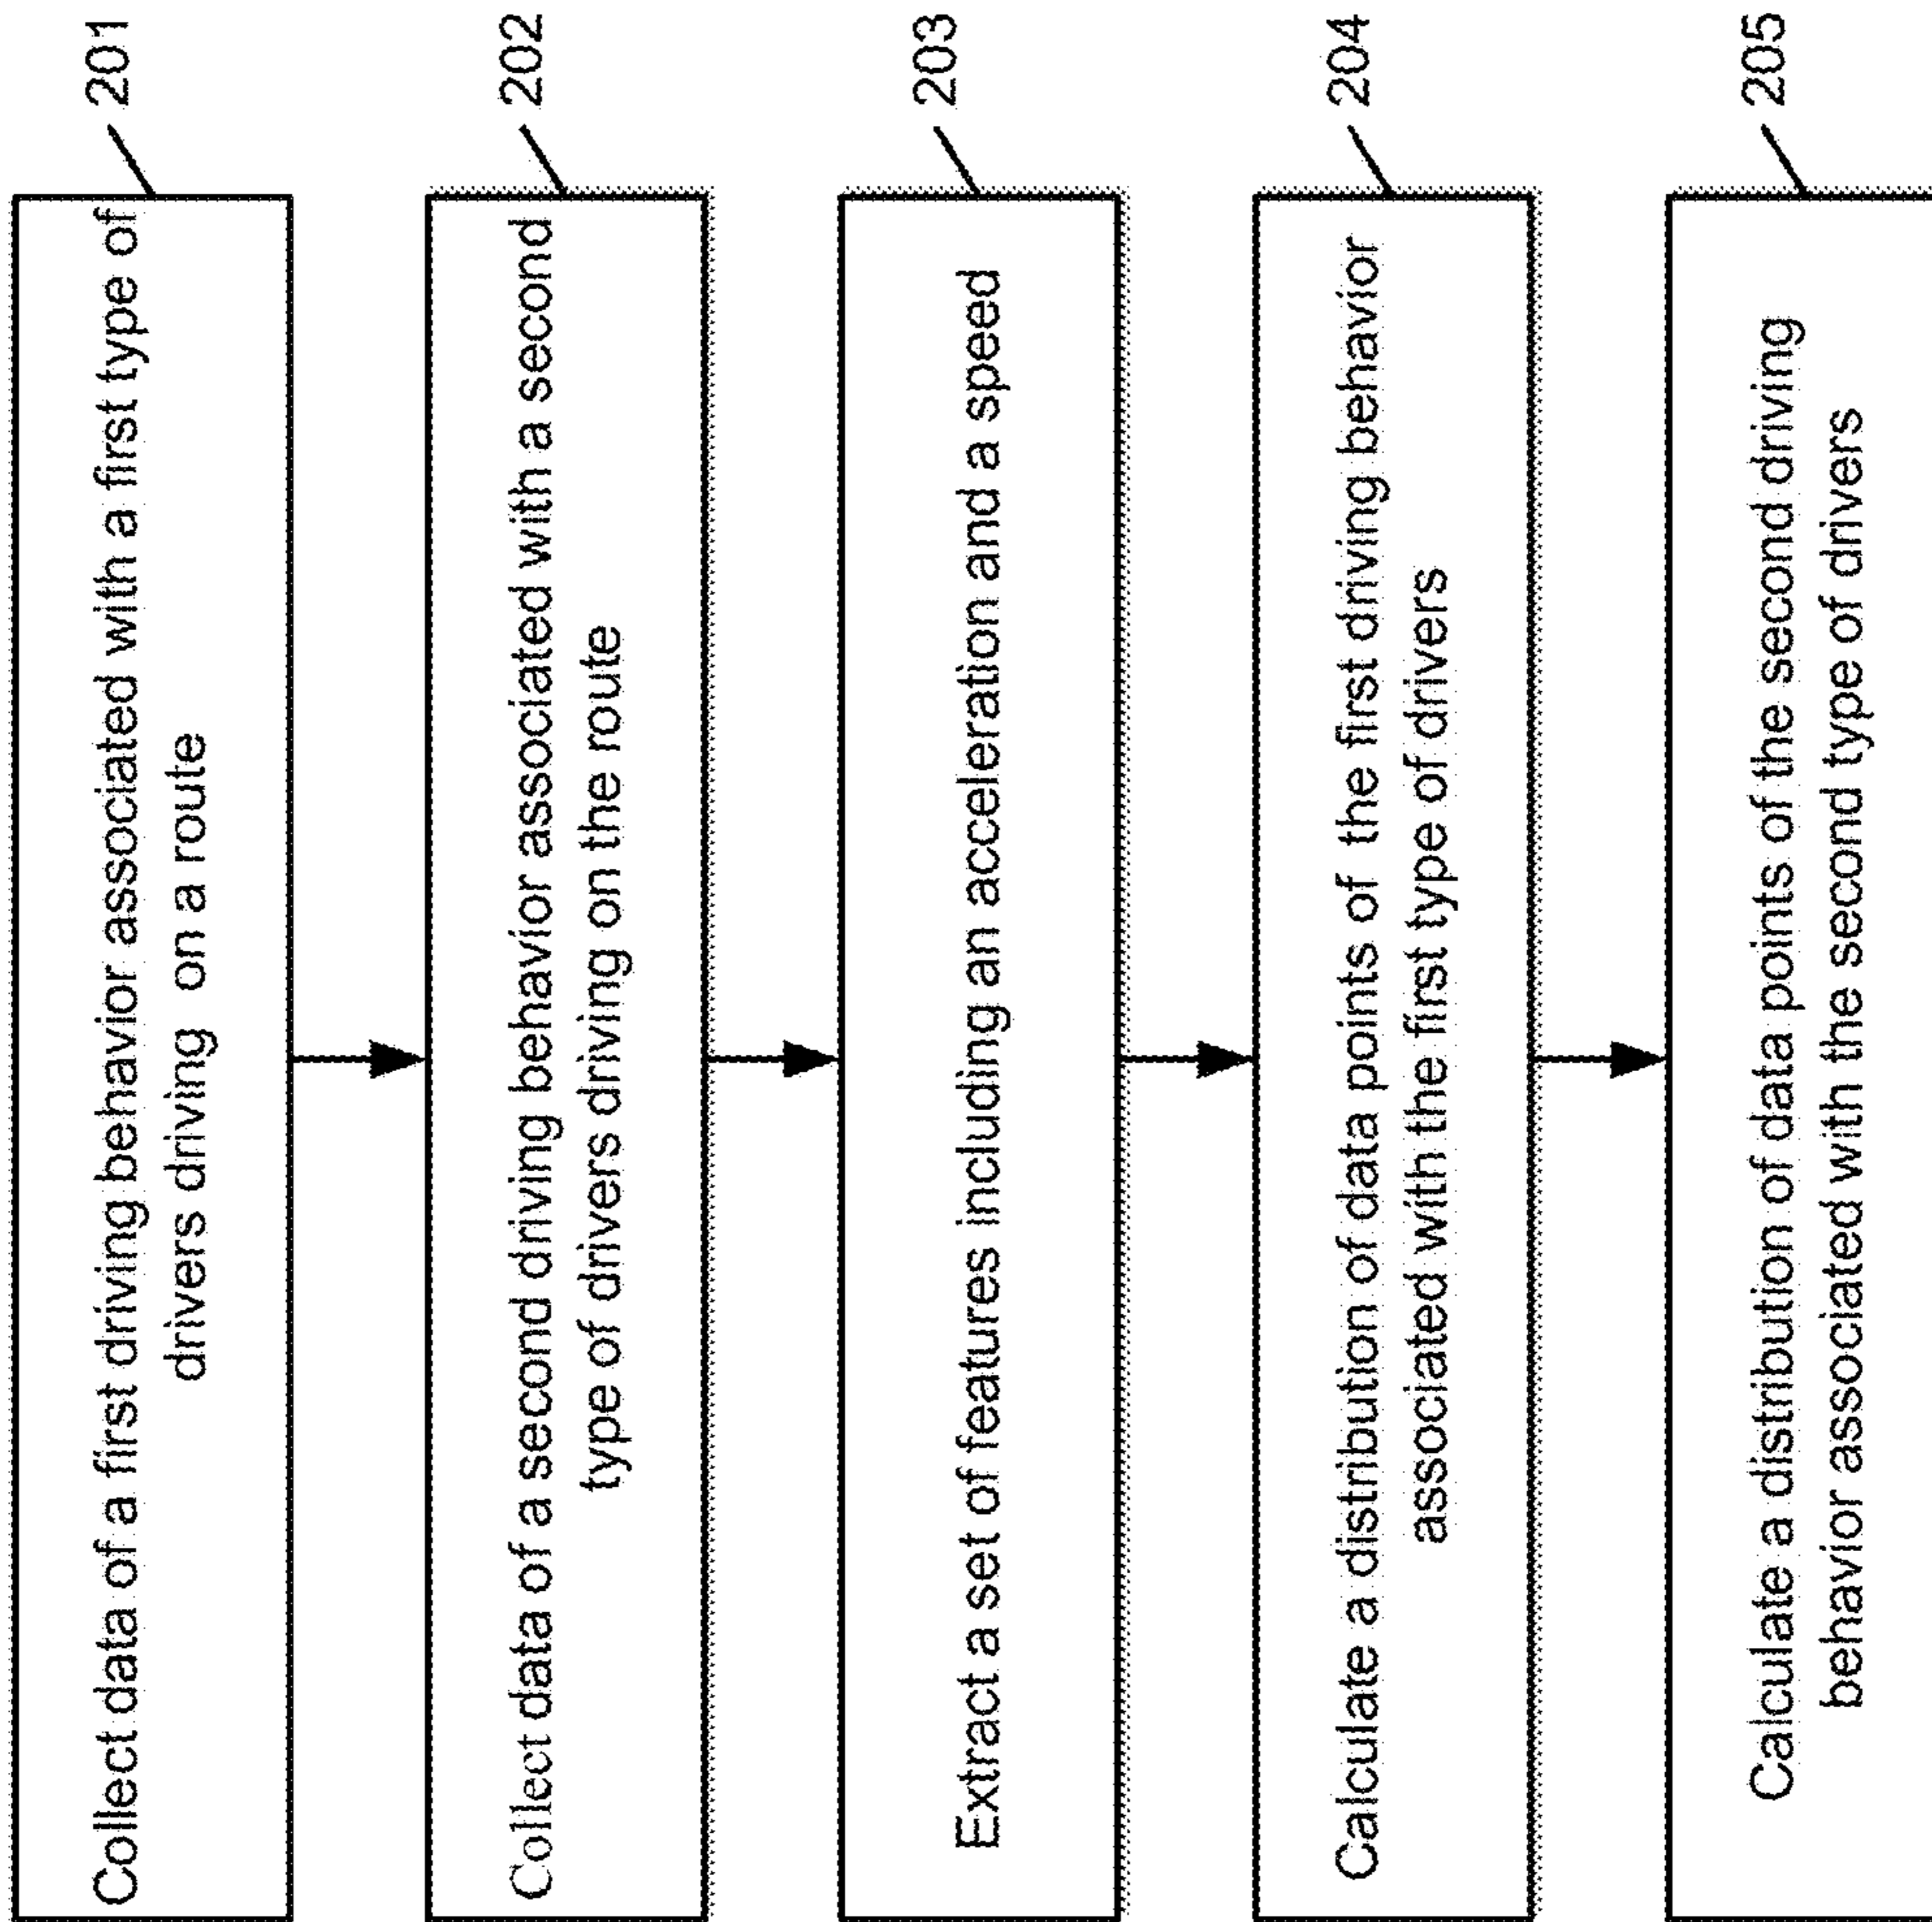 201
Collect data of a first driving behavior associated with a first type of
drivers driving on a route
202
Collect data of a second driving behavior associated with a second
type of drivers driving on the route
203
Extract a set of features including an acceleration and a speed
204
Calculate a distribution of data points of the first driving behavior
associated with the first type of drivers
205
Calculate a distribution of data points of the second driving
behavior associated with the second type of drivers